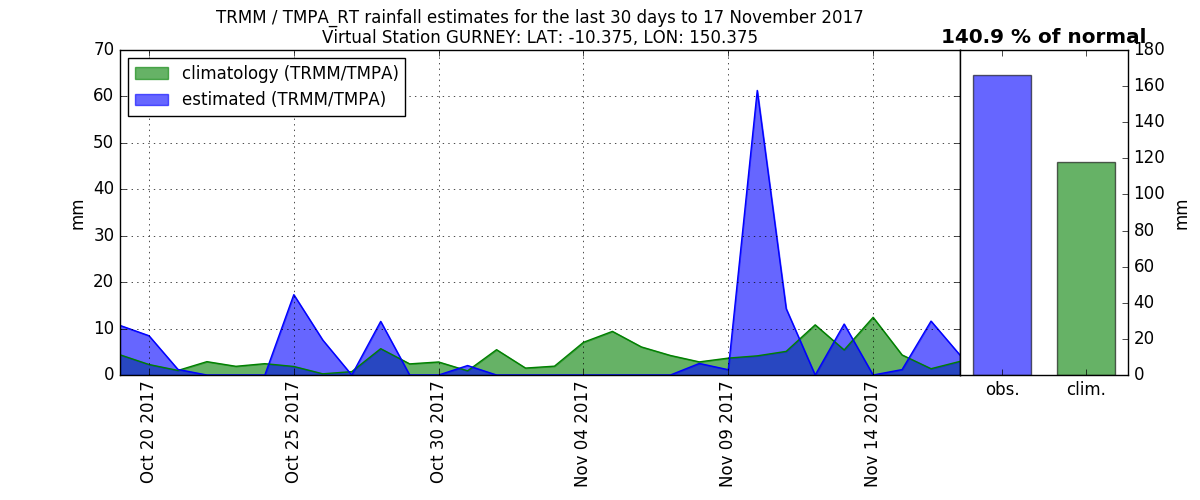 TRMM / TMPA_RT rainfall estimates for the last 30 days to 17 November 2017
Virtual Station GURNEY: LAT: -10.375, LON: 150.375
140.9 % of normal
climatology (TRMM/TMPA)
estimated (TRMM/TMPA)
70
60
50
40
30
20
10
0
mm
Oct 20 2017
Oct 25 2017
Oct 30 2017
Nov 04 2017
Nov 09 2017
Nov 14 2017
obs.
clim.
180
160
140
120
100
80
60
40
20
0
mm